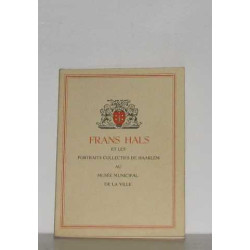 FRANS HALS
ET LES
PORTRAITS COLLECTIFS DE HAARLEM
AU
MUSÉE MUNICIPAL
DE LA VILLE